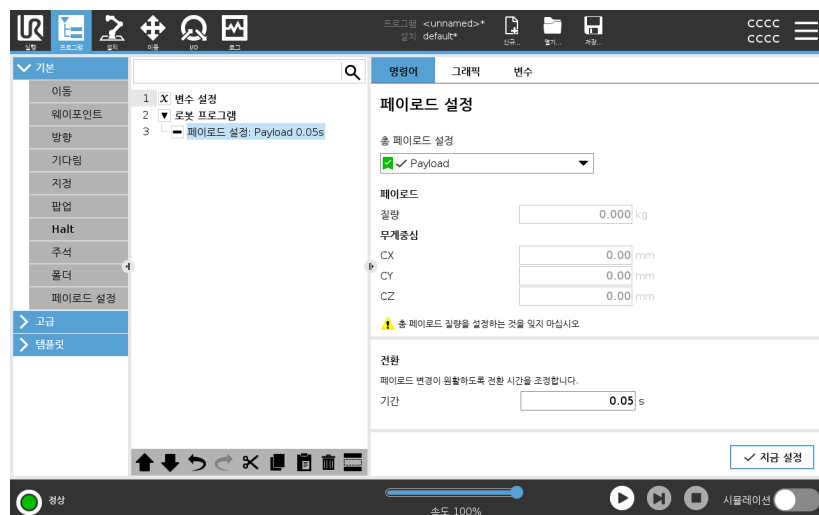 UR
실행
프로그램
설치
이동
I/O
로그
프로그램 <unnamed>*
설치 default*
신규...
열기...
저장...
cccc
cccc
기본
이동
웨이포인트
방향
기다림
지정
팝업
Halt
주석
폴더
페이로드 설정
고급
템플릿
1 x 변수 설정
2 ▼ 로봇 프로그램
3 페이로드 설정: Payload 0.05s
명령어 그래픽 변수
페이로드 설정
총 페이로드 설정
Payload
페이로드
질량 0.000 kg
무게중심
CX 0.00 mm
CY 0.00 mm
CZ 0.00 mm
총 페이로드 질량을 설정하는 것을 잊지 마십시오
전환
페이로드 변경이 원활하도록 전환 시간을 조정합니다.
기간 0.05 s
지금 설정
정상
속도 100%
시뮬레이션